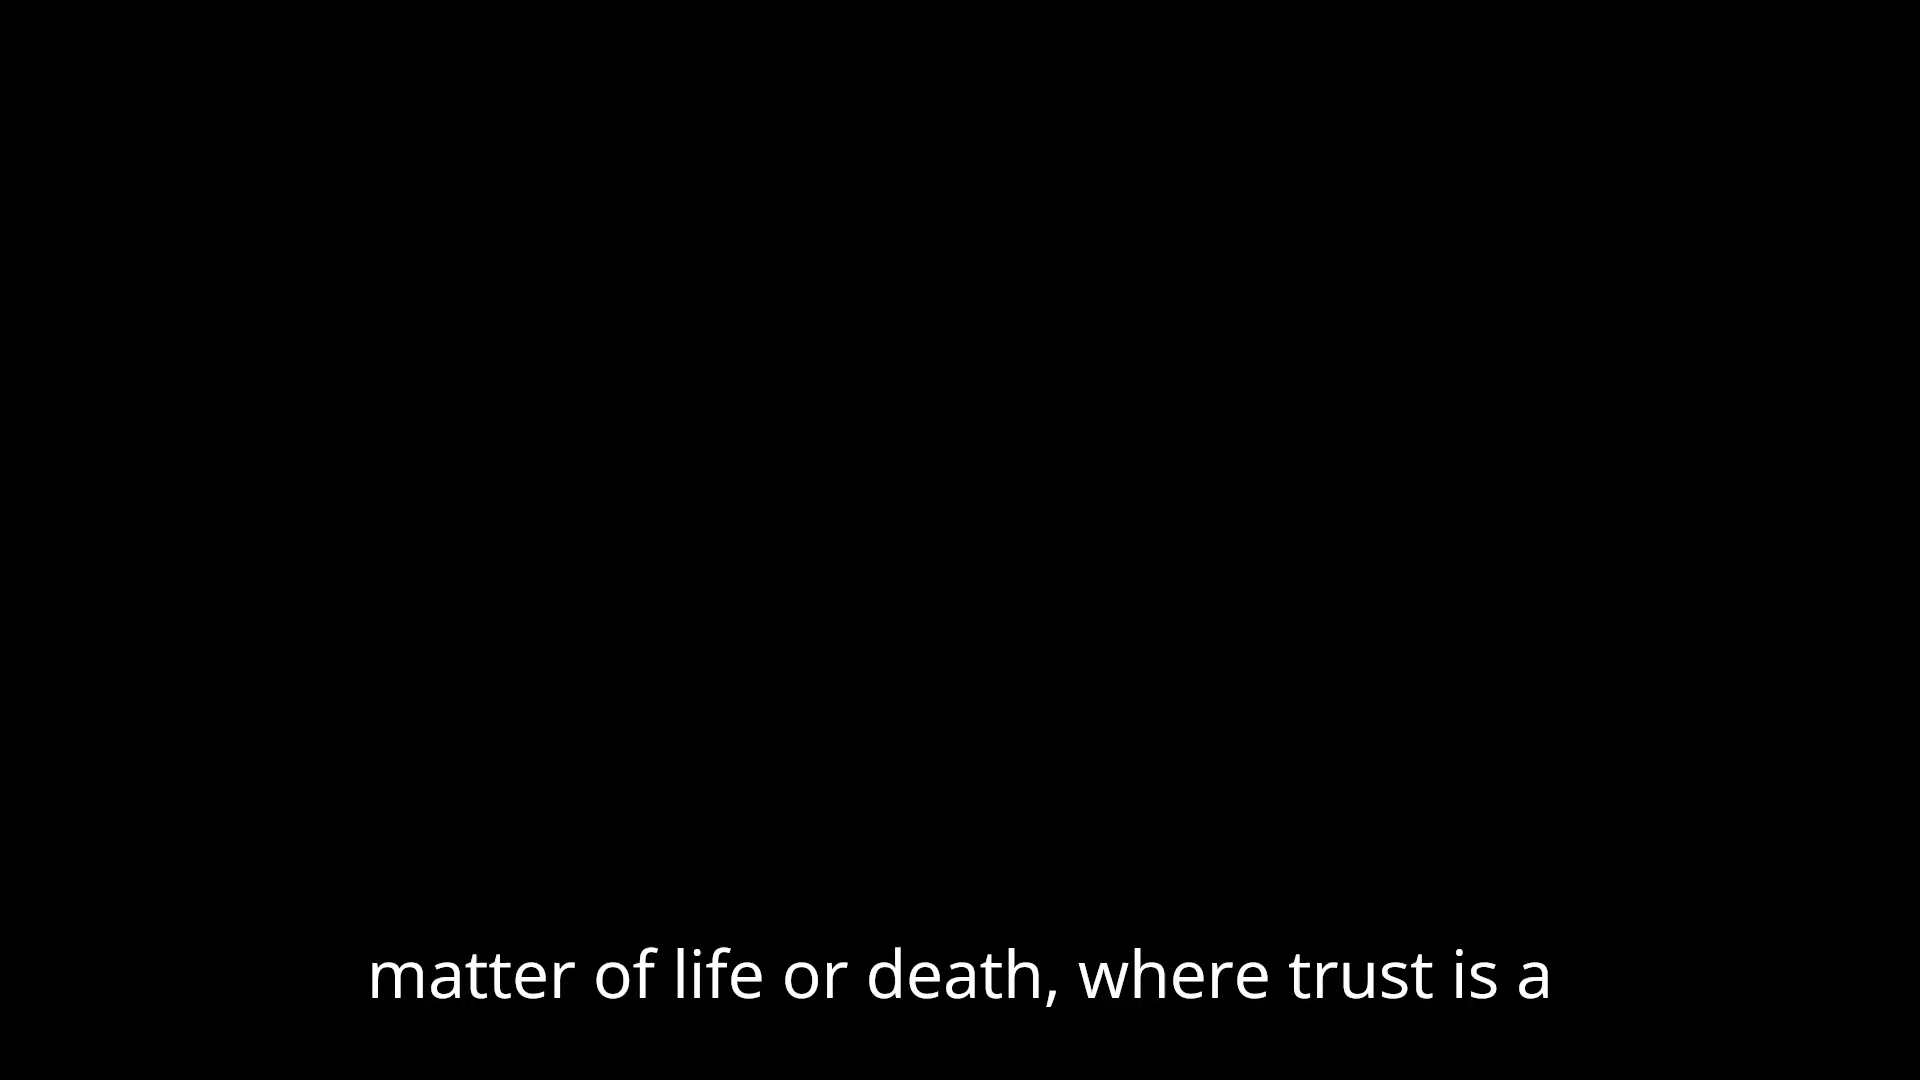 matter of life or death, where trust is a